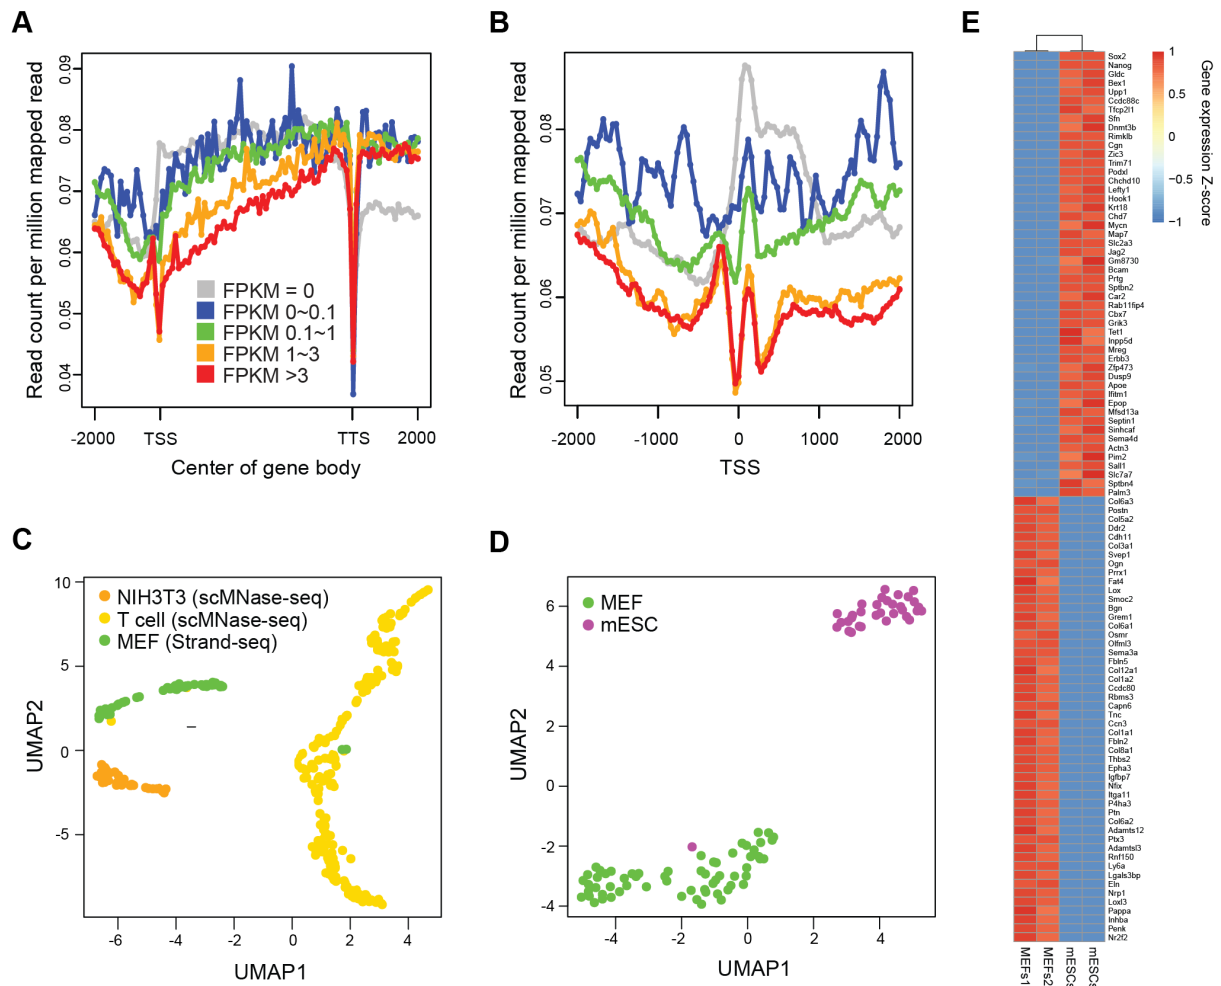 A
B
E
Read count per million mapped read
0.09
0.08
0.07
0.06
0.05
0.04
FPKM = 0
FPKM 0~0.1
FPKM 0.1~1
FPKM 1~3
FPKM >3
-2000
TSS
TTS
2000
Center of gene body
Read count per million mapped read
0.08
0.07
0.06
0.05
-2000
-1000
0
1000
2000
TSS
C
D
UMAP2
10
5
0
-5
NIH3T3 (scMNase-seq)
T cell (scMNase-seq)
MEF (Strand-seq)
-6
-4
-2
0
2
4
UMAP1
UMAP2
6
4
2
0
-2
-4
MEF
mESC
-4
-2
0
2
4
UMAP1
1
0.5
0
−0.5
−1
Gene expression Z-score
Sox2
Nanog
Gldc
Bex1
Upp1
Ccdc88c
Tfcp2l1
Sfn
Dnmt3b
Rimklb
Cgn
Zic3
Trim71
Podxl
Chchd10
Lefty1
Hook1
Krt18
Chd7
Mycn
Map7
Slc2a3
Jag2
Gm8730
Bcam
Prtg
Sptbn2
Car2
Rab11fip4
Cbx7
Grik3
Tet1
Inpp5d
Mreg
Erbb3
Zfp473
Dusp9
Apoe
Ifitm1
Epop
Mfsd13a
Septin1
Sinhcaf
Sema4d
Actn3
Pim2
Sall1
Slc7a7
Sptbn4
Palm3
Col6a3
Postn
Col5a2
Ddr2
Cdh11
Col3a1
Svep1
Ogn
Prrx1
Fat4
Lox
Smoc2
Bgn
Grem1
Col6a1
Osmr
Olfml3
Sema3a
Fbln5
Col12a1
Col1a2
Ccdc80
Rbms3
Capn6
Tnc
Ccn3
Col1a1
Fbln2
Col8a1
Thbs2
Epha3
Igfbp7
Nfix
Itga11
P4ha3
Ptn
Col6a2
Adamts12
Ptx3
Adamtsl3
Rnf150
Ly6a
Lgals3bp
Eln
Nrp1
Loxl3
Pappa
Inhba
Penk
Nr2f2
MEFs1
MEFs2
mESCs
mESCs